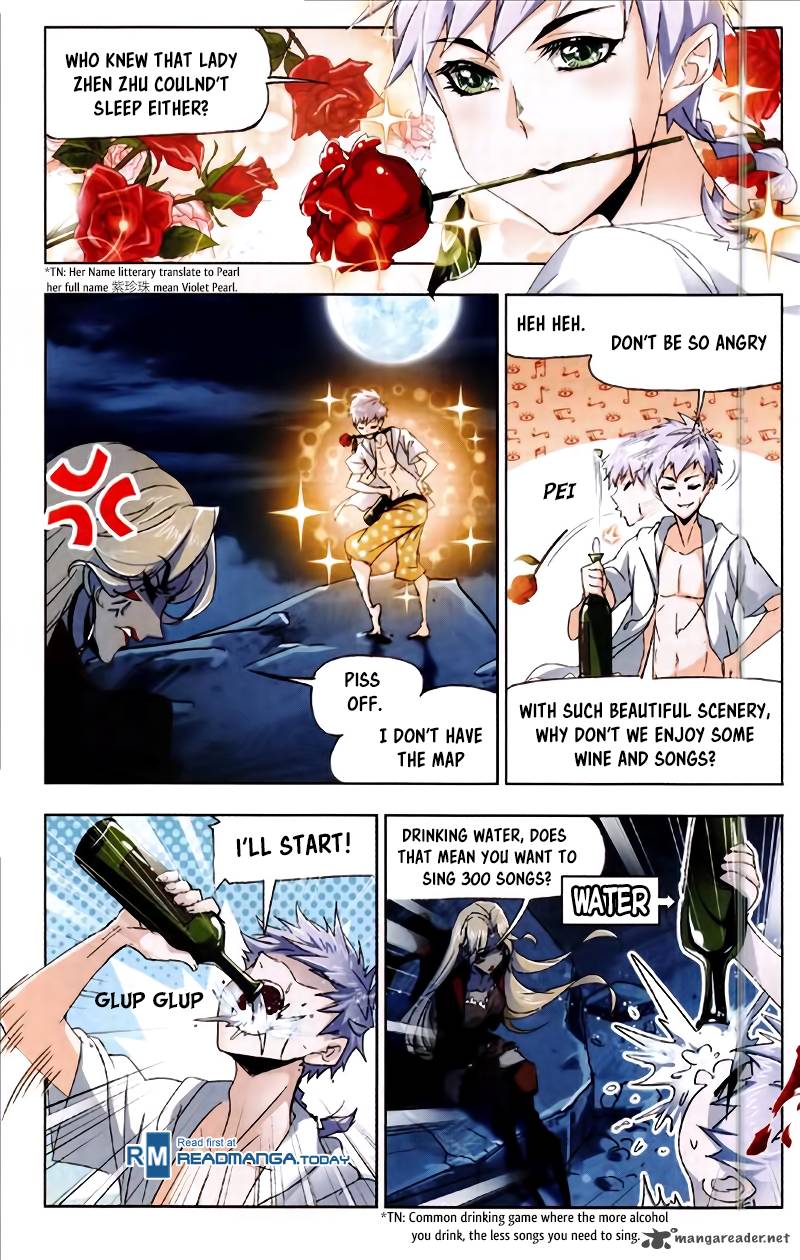 WHO KNEW THAT LADY
ZHEN ZHU COULND'T
SLEEP EITHER?
*TN: Her Name litterary translate to Pearl
her full name 紫珍珠 mean Violet Pearl.
PISS
OFF.
I DON'T HAVE
THE MAP
HEH HEH.
DON'T BE SO ANGRY
PEI
WITH SUCH BEAUTIFUL SCENERY,
WHY DON'T WE ENJOY SOME
WINE AND SONGS?
I'LL START!
GLUP GLUP
DRINKING WATER, DOES
THAT MEAN YOU WANT TO
SING 300 SONGS?
WATER
RM Read first at
READMANGA.TODAY
*TN: Common drinking game where the more alcohol
you drink, the less songs you need to sing.
mangareader.net